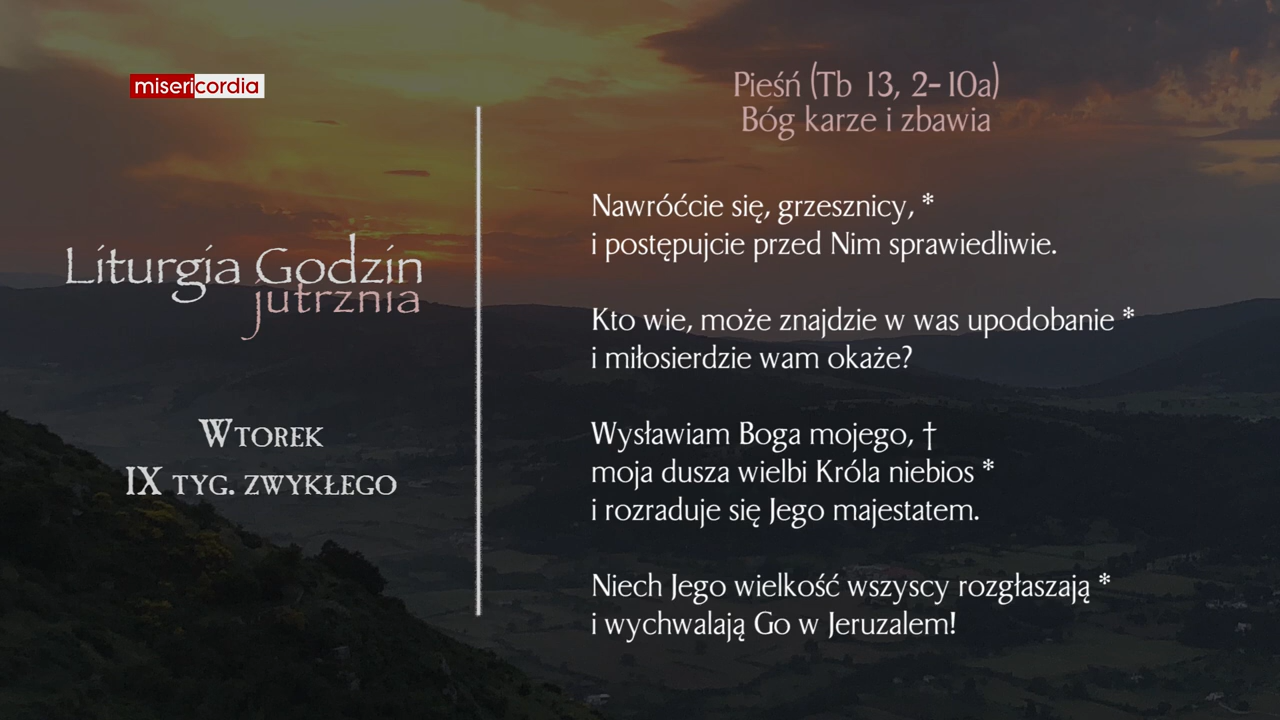 misericordia
Liturgia Godzin
jutrznia
Wtorek
IX tyg. zwykłego
Pieśń (Tb 13, 2-10a)
Bóg karze i zbawia
Nawróćcie się, grzesznicy, *
i postępujcie przed Nim sprawiedliwie.
Kto wie, może znajdzie w was upodobanie *
i miłosierdzie wam okaże?
Wysławiam Boga mojego, †
moja dusza wielbi Króla niebios *
i rozraduje się Jego majestatem.
Niech Jego wielkość wszyscy rozgłaszają *
i wychwalają Go w Jeruzalem!